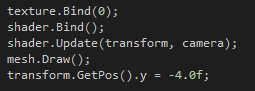 texture.Bind(0);
shader.Bind();
shader.Update(transform, camera);
mesh.Draw();
transform.GetPos().y = -4.0f;